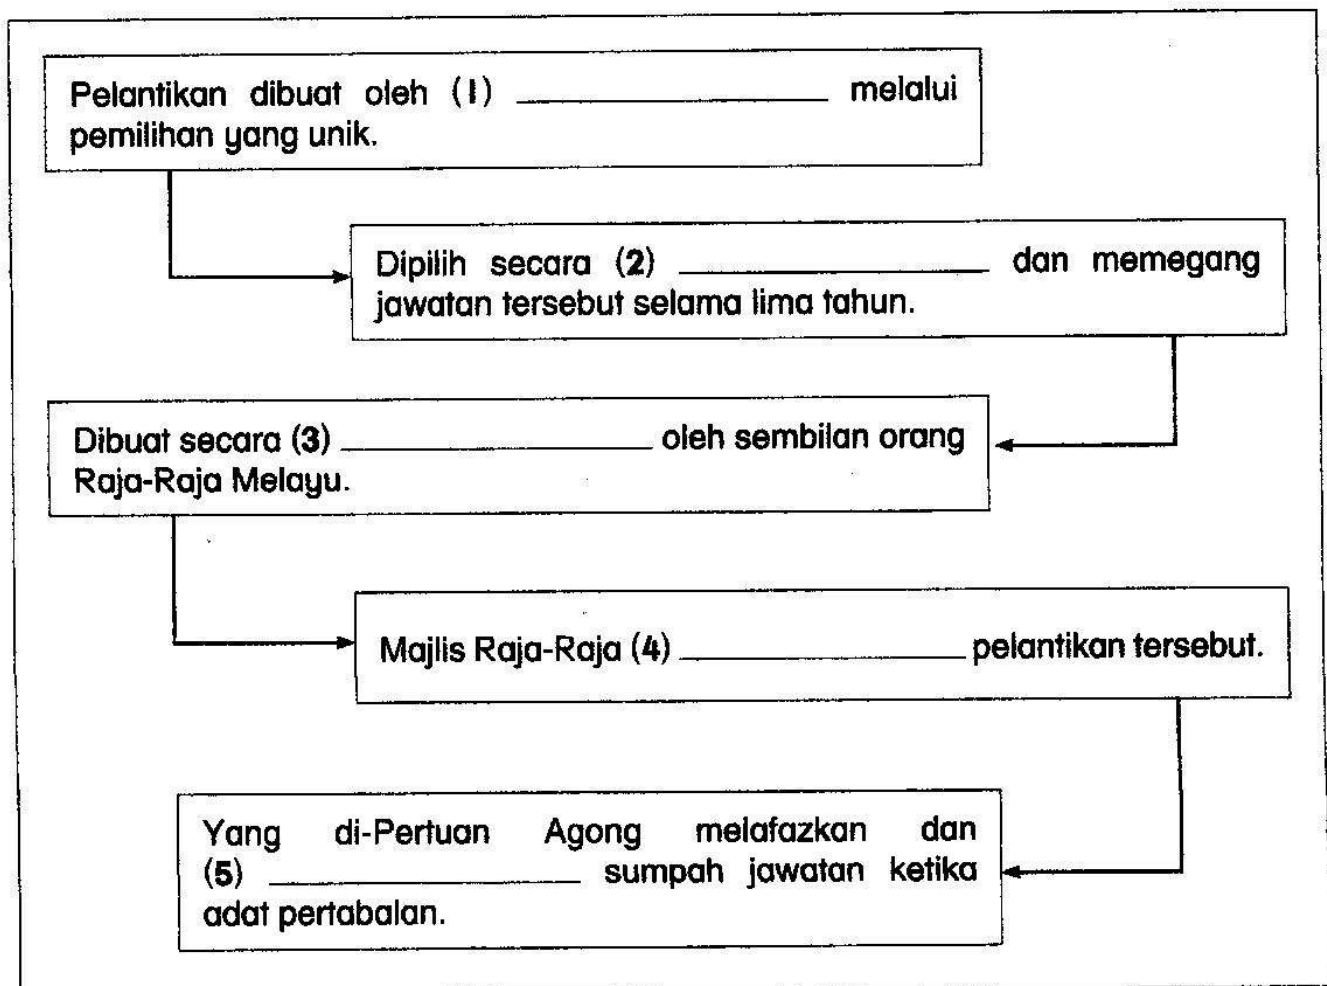 Pelantikan dibuat oleh (1) ____________ melalui
pemilihan yang unik.
Dipilih secara (2) ____________ dan memegang
jawatan tersebut selama lima tahun.
Dibuat secara (3) ____________ oleh sembilan orang
Raja-Raja Melayu.
Majlis Raja-Raja (4) ____________ pelantikan tersebut.
Yang di-Pertuan Agong melafazkan dan
(5) ____________ sumpah jawatan ketika
adat pertabalan.